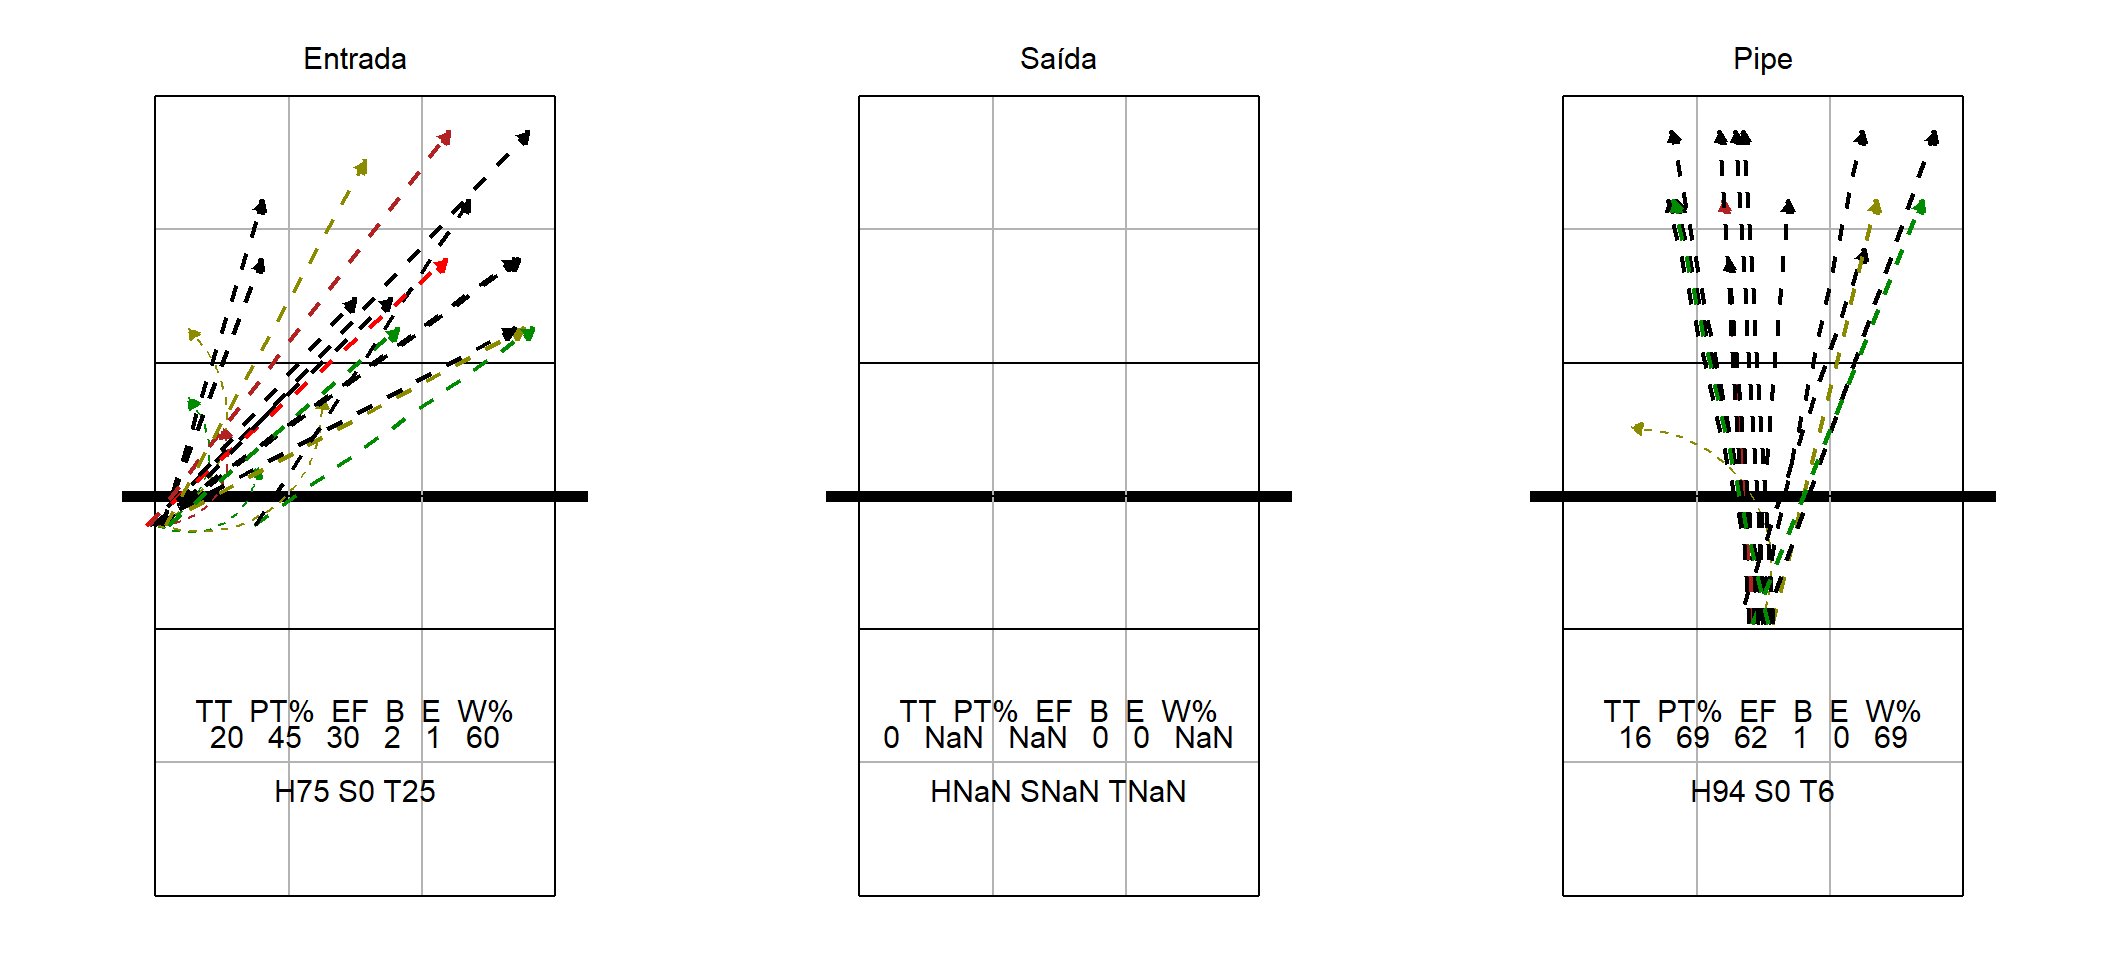 Entrada
TT PT% EF B E W%
20 45 30 2 1 60
H75 S0 T25
Saída
TT PT% EF B E W%
0 NaN NaN 0 0 NaN
HNaN SNaN TNaN
Pipe
TT PT% EF B E W%
16 69 62 1 0 69
H94 S0 T6